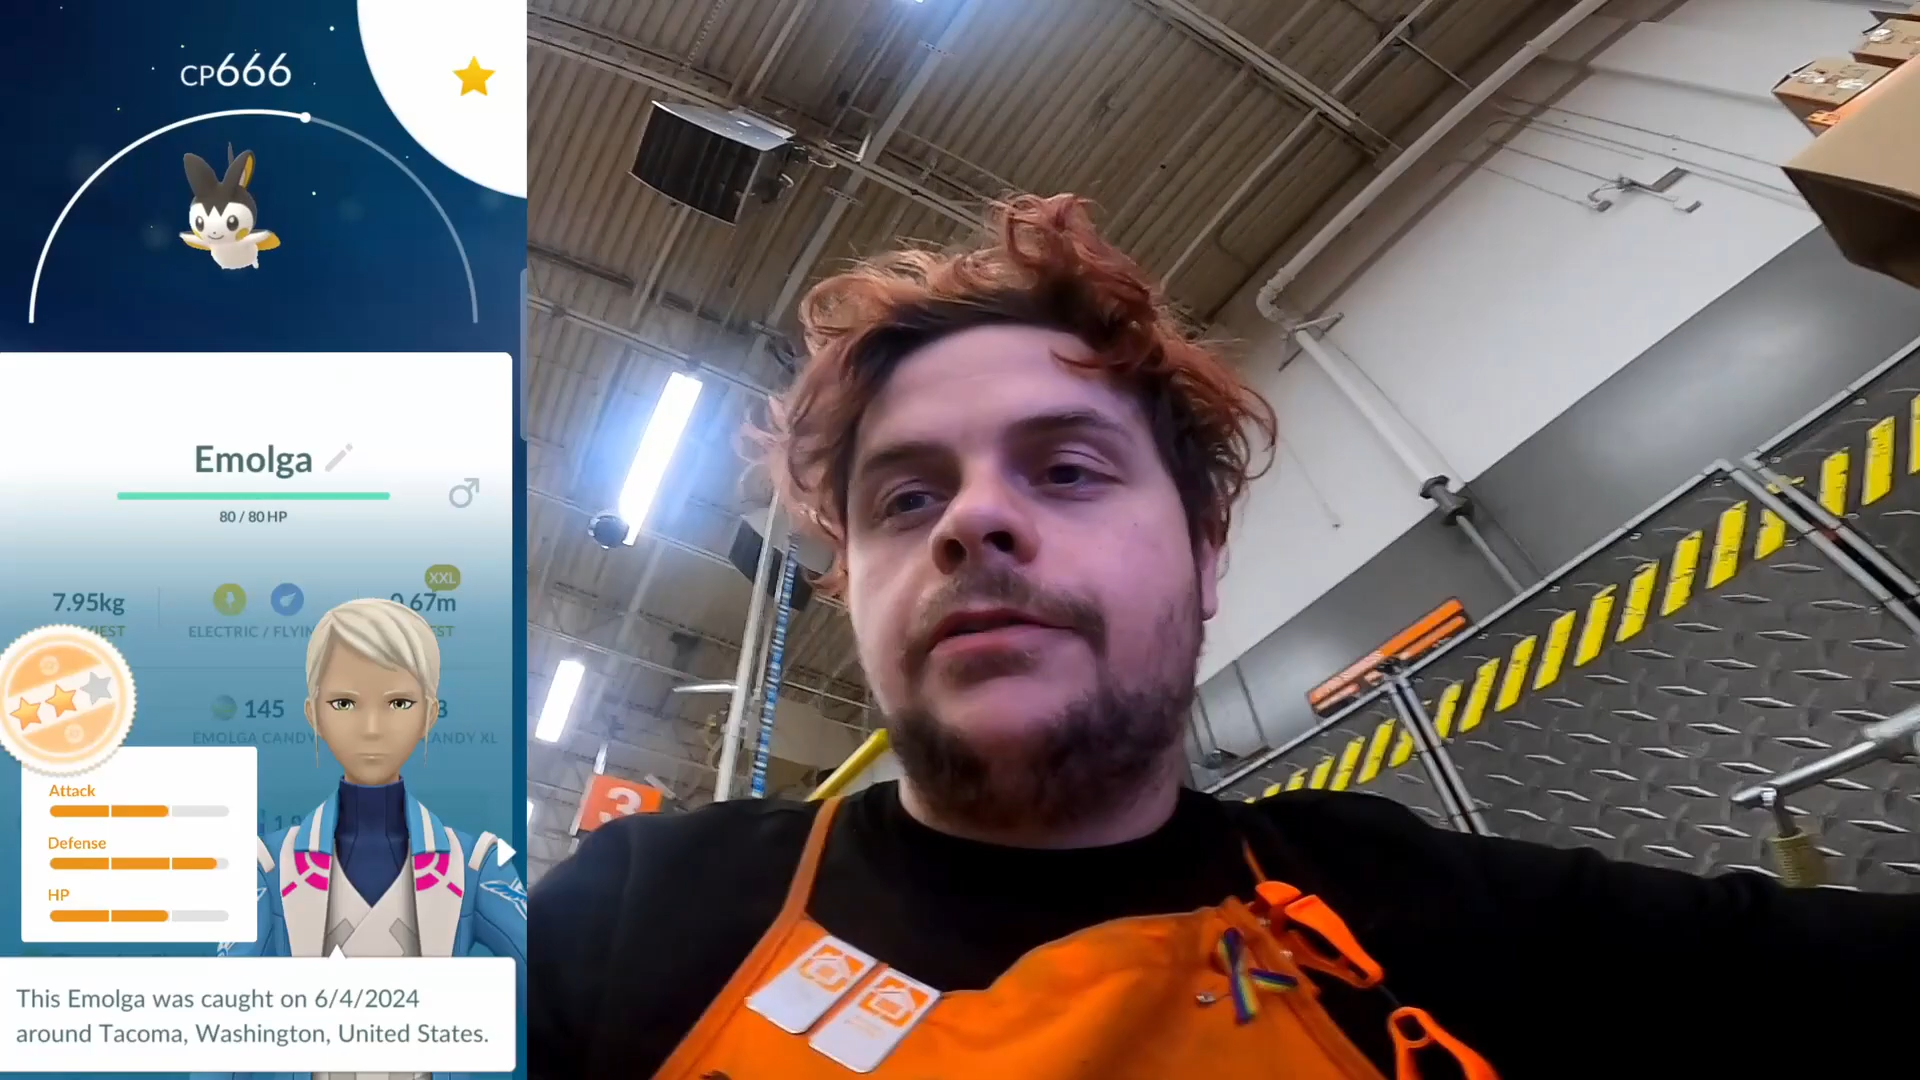 CP666
Emolga
80 / 80 HP
XXL
7.95kg
0.67m
ELECTRIC / FLYIN
145
EMOLGA CANDY
ANDY XL
Attack
Defense
HP
This Emolga was caught on 6/4/2024
around Tacoma, Washington, United States.
3